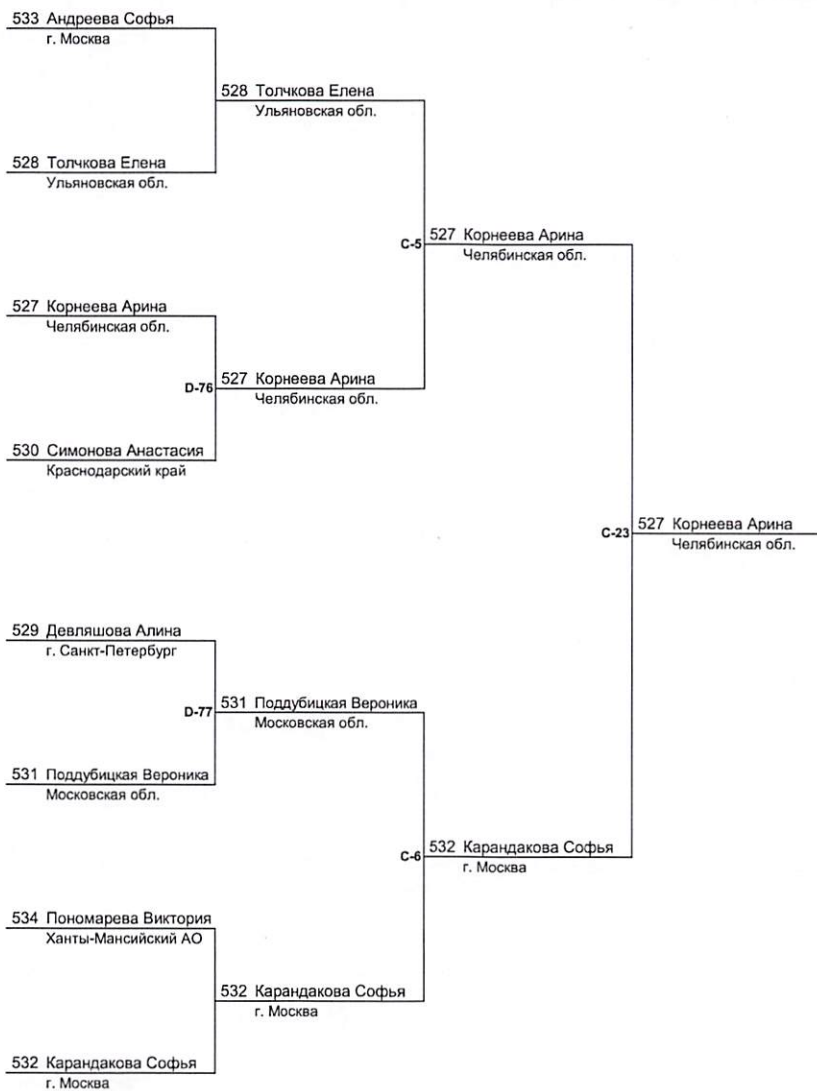 533 Андреева Софья
г. Москва
528 Толчкова Елена
Ульяновская обл.
528 Толчкова Елена
Ульяновская обл.
C-5 527 Корнеева Арина
Челябинская обл.
527 Корнеева Арина
Челябинская обл.
D-76 527 Корнеева Арина
Челябинская обл.
530 Симонова Анастасия
Краснодарский край
C-23 527 Корнеева Арина
Челябинская обл.
529 Девляшова Алина
г. Санкт-Петербург
D-77 531 Поддубицкая Вероника
Московская обл.
531 Поддубицкая Вероника
Московская обл.
C-6 532 Карандакова Софья
г. Москва
534 Пономарева Виктория
Ханты-Мансийский АО
532 Карандакова Софья
г. Москва
532 Карандакова Софья
г. Москва